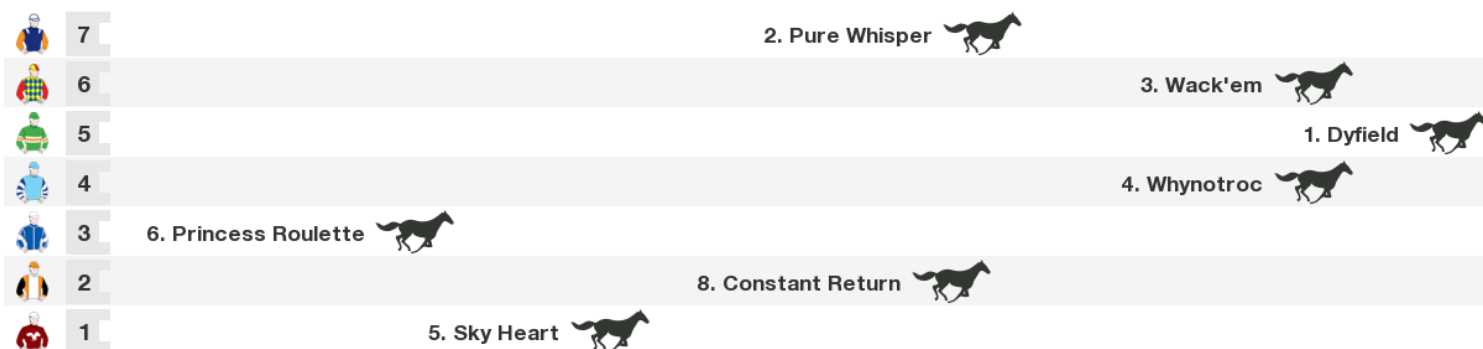 7 2. Pure Whisper
6 3. Wack'em
5 1. Dyfield
4 4. Whynotroc
3 6. Princess Roulette
2 8. Constant Return
1 5. Sky Heart